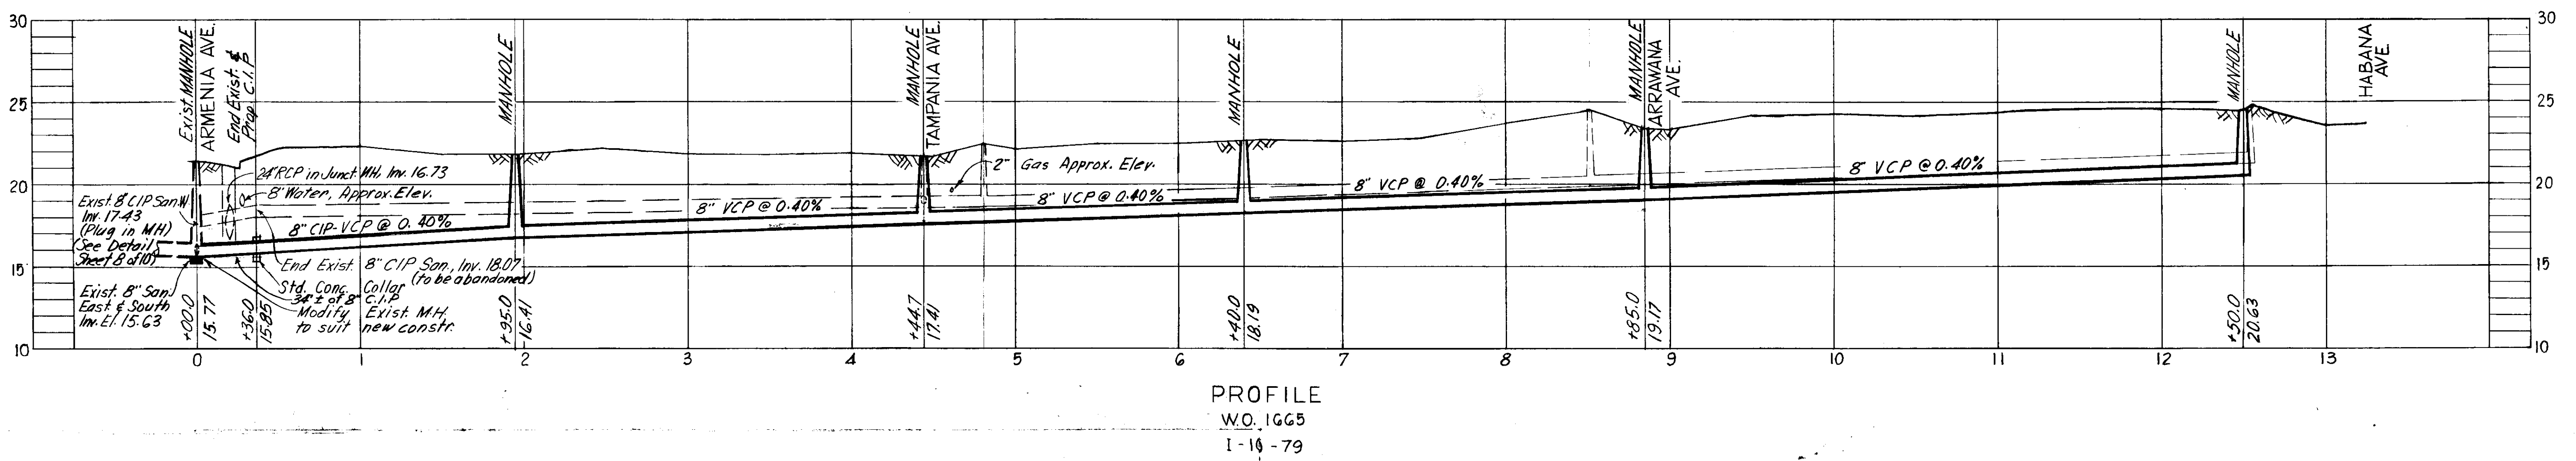 30
25
20
15
10
Exist. MANHOLE
ARMENIA AVE.
End Exist. &
Prop. C.I.P
MANHOLE
MANHOLE
TAMPANIA AVE.
MANHOLE
MANHOLE
ARRAWANA
AVE.
MANHOLE
HABANA
AVE.
30
25
20
15
10
24"RCP in Junct. MH, Inv. 16.73
8" Water, Approx. Elev.
Exist. 8" CIP San. W.
Inv. 17.43
(Plug in MH)
(See Detail
Sheet 8 of 10)
8" CIP-VCP @ 0.40%
8" VCP @ 0.40%
2" Gas Approx. Elev.
8" VCP @ 0.40%
8" VCP @ 0.40%
8" VCP @ 0.40%
End Exist. 8" CIP San., Inv. 18.07
(to be abandoned)
Std. Conc. Collar
34' ± of 8" C.I.P
Modify Exist. M.H.
to suit new constr.
Exist. 8" San.
East & South
Inv. El. 15.63
+00.0
15.77
+36.0
15.85
+95.0
16.41
+44.7
17.41
+40.0
18.19
+85.0
19.17
+50.0
20.63
0 1 2 3 4 5 6 7 8 9 10 11 12 13
PROFILE
W.O. 1665